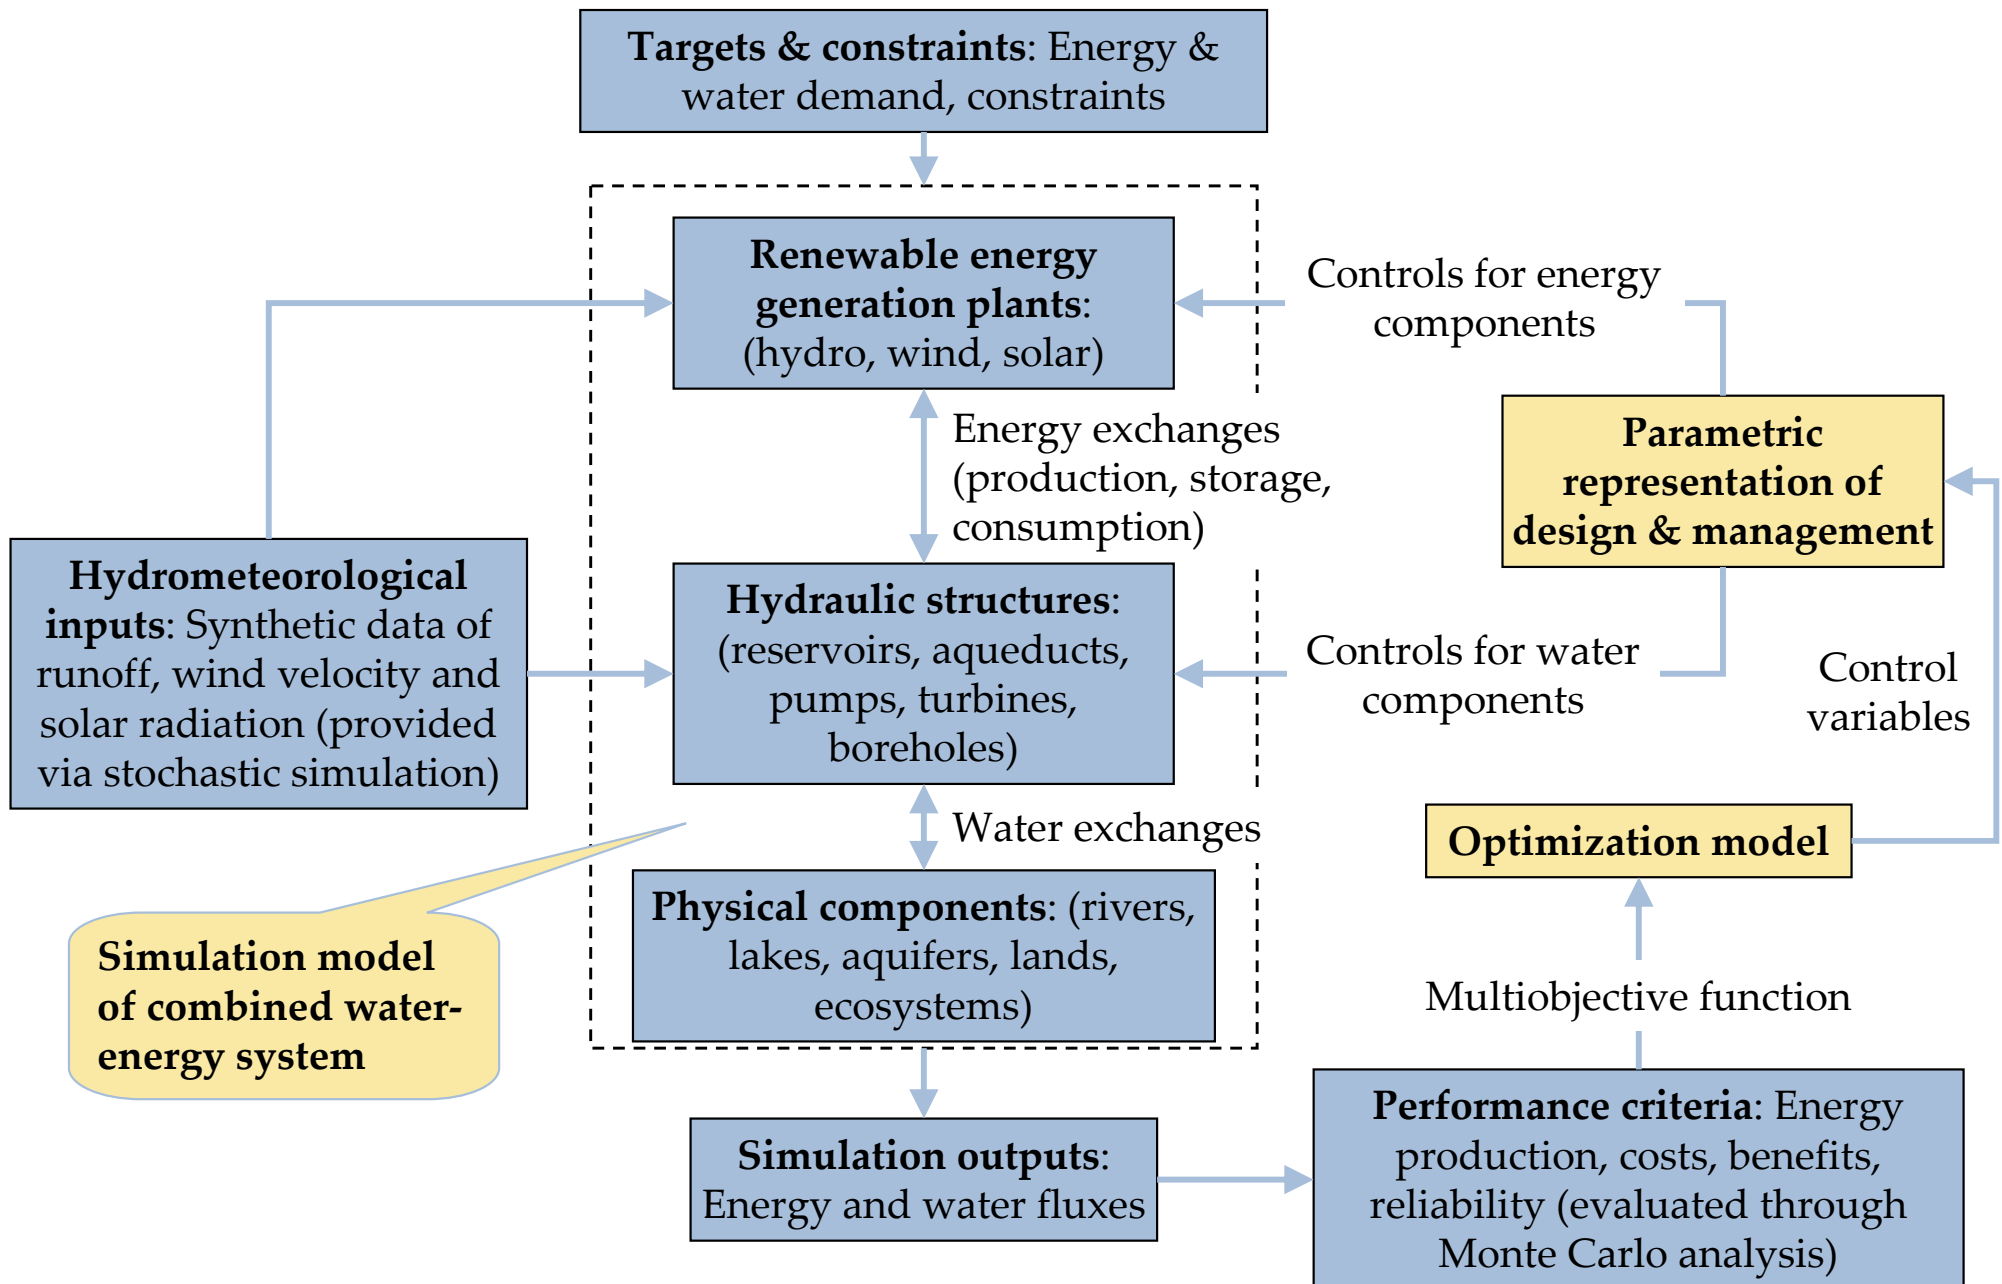 Targets & constraints: Energy &
water demand, constraints
Renewable energy
generation plants:
(hydro, wind, solar)
Controls for energy
components
Energy exchanges
(production, storage,
consumption)
Parametric
representation of
design & management
Hydrometeorological
inputs: Synthetic data of
runoff, wind velocity and
solar radiation (provided
via stochastic simulation)
Hydraulic structures:
(reservoirs, aqueducts,
pumps, turbines,
boreholes)
Controls for water
components
Control
variables
Water exchanges
Optimization model
Physical components: (rivers,
lakes, aquifers, lands,
ecosystems)
Simulation model
of combined water-
energy system
Multiobjective function
Simulation outputs:
Energy and water fluxes
Performance criteria: Energy
production, costs, benefits,
reliability (evaluated through
Monte Carlo analysis)